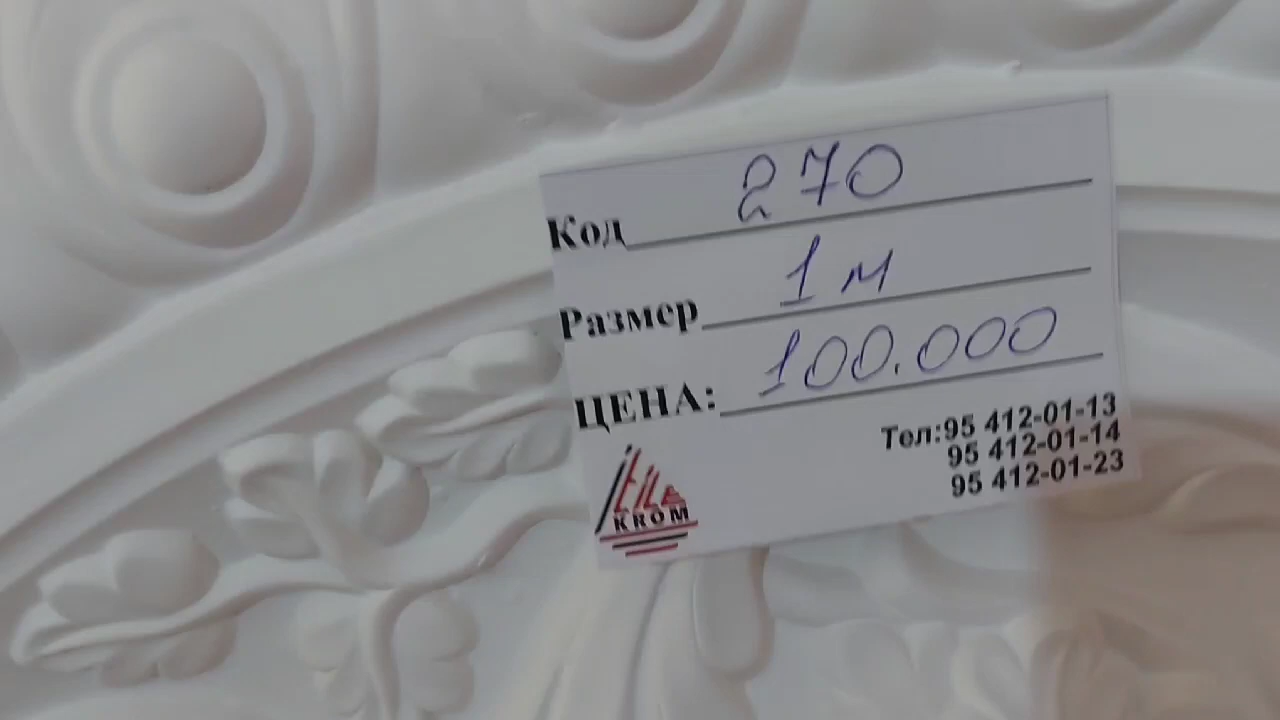 Код 270
Размер 1 м
ЦЕНА: 100.000
Тел:95 412-01-13
95 412-01-14
95 412-01-23
KROM